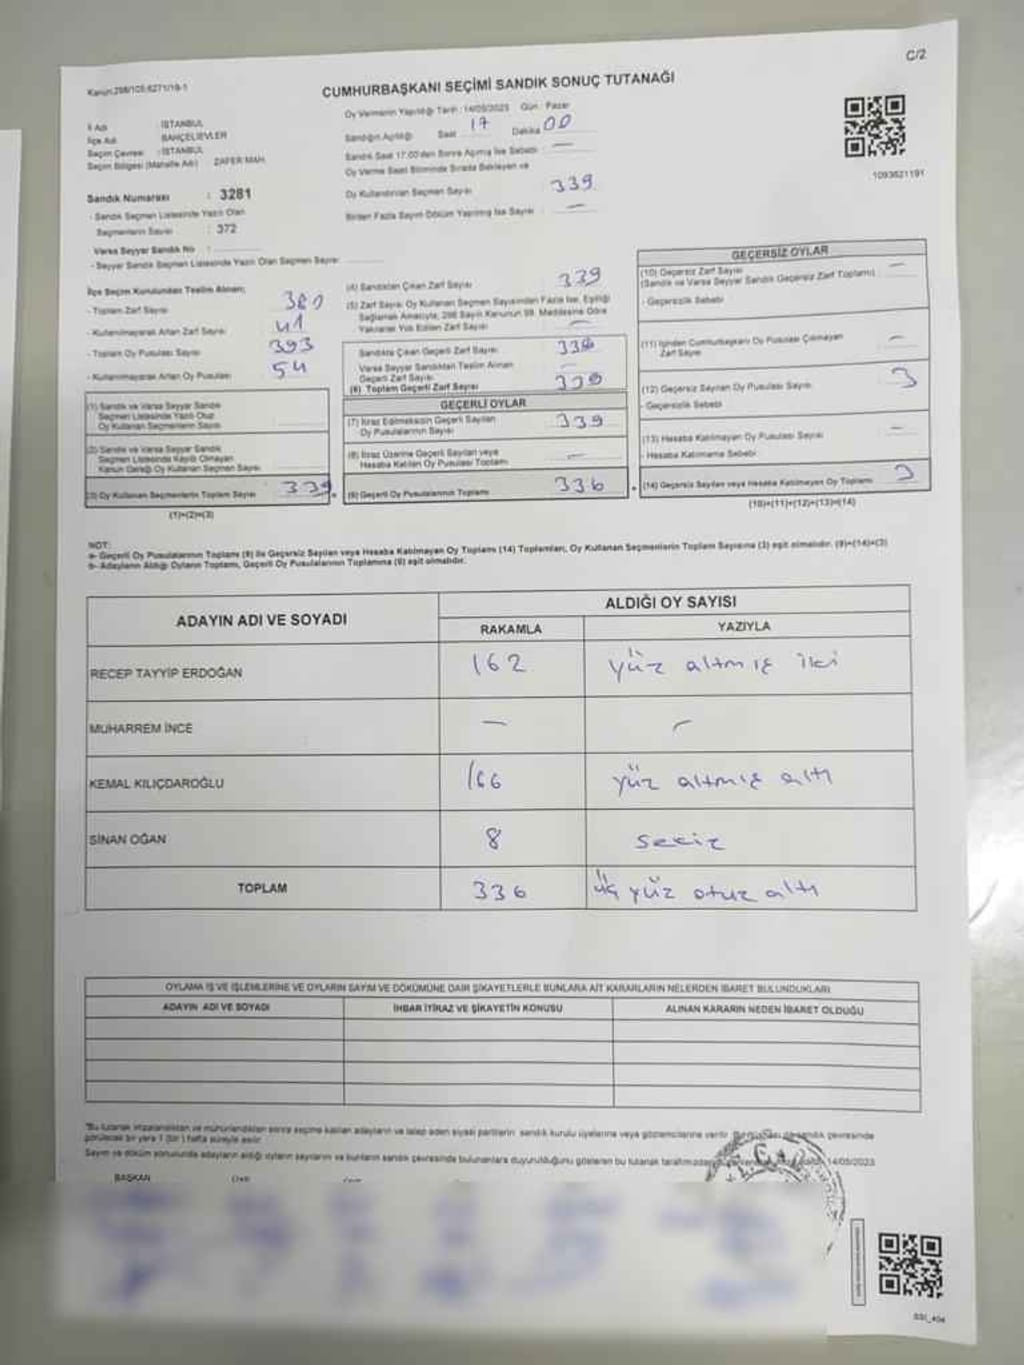 C/2
Kanun:298/105;6271/19-1
CUMHURBAŞKANI SEÇİMİ SANDIK SONUÇ TUTANAĞI
Oy Vermenin Yapıldığı Tarih : 14/05/2023 Gün : Pazar
İl Adı : İSTANBUL
İlçe Adı : BAHÇELİEVLER
Seçim Çevresi : İSTANBUL
Seçim Bölgesi (Mahalle Adı) ZAFER MAH.
Sandığın Açıldığı Saat 17 Dakika 00
Sandık Saat 17.00'den Sonra Açılmış İse Sebebi : —
Oy Verme Saati Bitiminde Sırada Bekleyen ve
Oy Kullandırılan Seçmen Sayısı 339
Birden Fazla Sayım Döküm Yapılmış İse Sayısı : —
1093621191
Sandık Numarası : 3281
- Sandık Seçmen Listesinde Yazılı Olan
Seçmenlerin Sayısı : 372
Varsa Seyyar Sandık No :
- Seyyar Sandık Seçmen Listesinde Yazılı Olan Seçmen Sayısı:
İlçe Seçim Kurulundan Teslim Alınan;
- Toplam Zarf Sayısı 380
- Kullanılmayarak Artan Zarf Sayısı 41
- Toplam Oy Pusulası Sayısı 393
- Kullanılmayarak Artan Oy Pusulası 54
(1) Sandık ve Varsa Seyyar Sandık
Seçmen Listesinde Yazılı Olup
Oy Kullanan Seçmenlerin Sayısı
(2) Sandık ve Varsa Seyyar Sandık
Seçmen Listesinde Kayıtlı Olmayan
Kanun Gereği Oy Kullanan Seçmen Sayısı
(3) Oy Kullanan Seçmenlerin Toplam Sayısı 339
(1)+(2)=(3)
(4) Sandıktan Çıkan Zarf Sayısı 339
(5) Zarf Sayısı Oy Kullanan Seçmen Sayısından Fazla İse, Eşitliği
Sağlamak Amacıyla, 298 Sayılı Kanunun 98. Maddesine Göre
Yakılarak Yok Edilen Zarf Sayısı —
Sandıkta Çıkan Geçerli Zarf Sayısı
Varsa Seyyar Sandıktan Teslim Alınan
Geçerli Zarf Sayısı —
(6) Toplam Geçerli Zarf Sayısı 339
GEÇERLİ OYLAR
(7) İtiraz Edilmeksizin Geçerli Sayılan
Oy Pusulalarının Sayısı 339
(8) İtiraz Üzerine Geçerli Sayılan veya
Hesaba Katılan Oy Pusulası Toplamı —
(9) Geçerli Oy Pusulalarının Toplamı 336
GEÇERSİZ OYLAR
(10) Geçersiz Zarf Sayısı —
(Sandık ve Varsa Seyyar Sandık Geçersiz Zarf Toplamı)
- Geçersizlik Sebebi
(11) İçinden Cumhurbaşkanı Oy Pusulası Çıkmayan —
Zarf Sayısı
(12) Geçersiz Sayılan Oy Pusulası Sayısı 3
- Geçersizlik Sebebi
(13) Hesaba Katılmayan Oy Pusulası Sayısı —
- Hesaba Katılmama Sebebi
(14) Geçersiz Sayılan veya Hesaba Katılmayan Oy Toplamı 3
(10)+(11)+(12)+(13)=(14)
NOT:
a- Geçerli Oy Pusulalarının Toplamı (9) ile Geçersiz Sayılan veya Hesaba Katılmayan Oy Toplamı (14) Toplamları, Oy Kullanan Seçmenlerin Toplam Sayısına (3) eşit olmalıdır. (9)+(14)=(3)
b- Adayların Aldığı Oyların Toplamı, Geçerli Oy Pusulalarının Toplamına (9) eşit olmalıdır.
ADAYIN ADI VE SOYADI ALDIĞI OY SAYISI
RAKAMLA YAZIYLA
RECEP TAYYİP ERDOĞAN 162 yüz altmış iki
MUHARREM İNCE — —
KEMAL KILIÇDAROĞLU 166 yüz altmış altı
SİNAN OĞAN 8 sekiz
TOPLAM 336 üç yüz otuz altı
OYLAMA İŞ VE İŞLEMLERİNE VE OYLARIN SAYIM VE DÖKÜMÜNE DAİR ŞİKAYETLERLE BUNLARA AİT KARARLARIN NELERDEN İBARET BULUNDUKLARI
ADAYIN ADI VE SOYADI İHBAR İTİRAZ VE ŞİKAYETİN KONUSU ALINAN KARARIN NEDEN İBARET OLDUĞU
"Bu tutanak imzalandıktan ve mühürlendikten sonra seçime katılan adayların ve talep eden siyasi partilerin sandık kurulu üyelerine veya gözlemcilerine verilir. sandık çevresinde
görülecek bir yere 1 (bir) hafta süreyle asılır.
Sayım ve döküm sonucunda adayların aldığı oyların sayılarını ve bunların sandık çevresinde bulunanlara duyurulduğunu gösteren bu tutanak 14/05/2023
BAŞKAN Üye
SSI_404